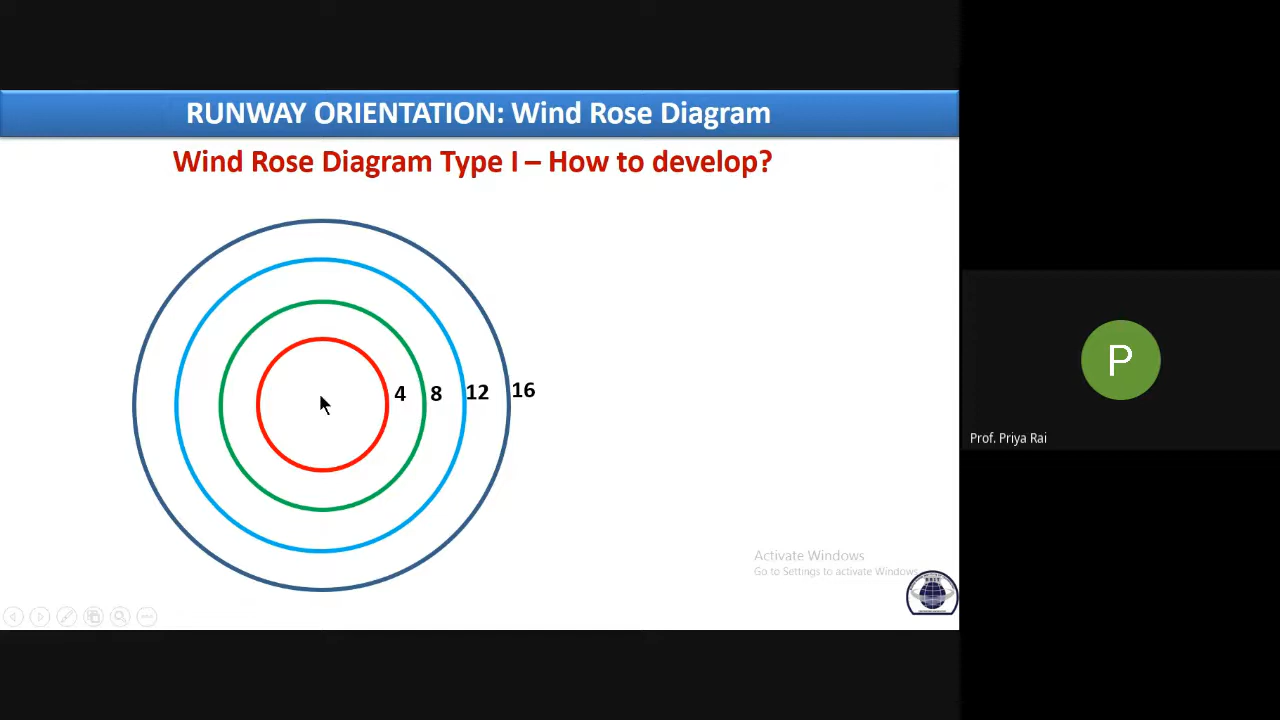 RUNWAY ORIENTATION: Wind Rose Diagram
Wind Rose Diagram Type I – How to develop?
4 8 12 16
P
Prof. Priya Rai
Activate Windows
Go to Settings to activate Windows.